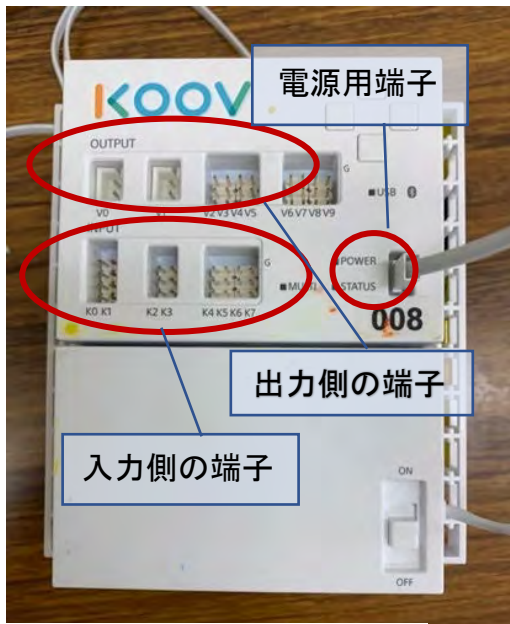 KOOV
電源用端子
OUTPUT
G
USB
V0
V2 V3 V4 V5
V6 V7 V8 V9
POWER
G
MULTI
STATUS
K0 K1
K2 K3
K4 K5 K6 K7
008
出力側の端子
入力側の端子
ON
OFF